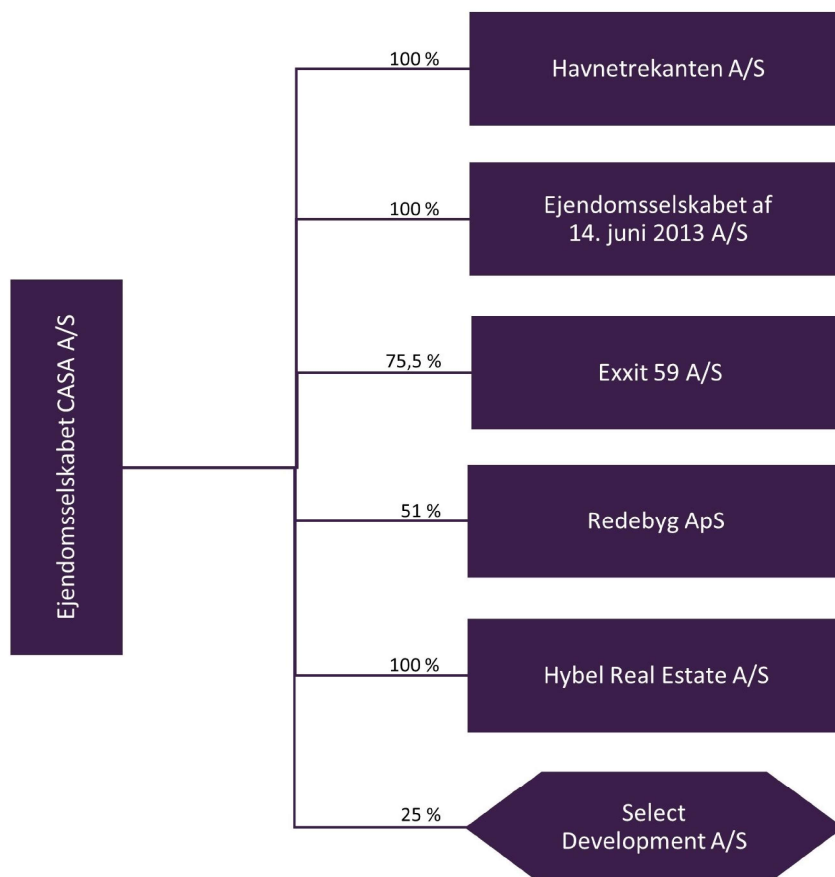 100 %
Havnetrekanten A/S
100 %
Ejendomsselskabet af
14. juni 2013 A/S
Ejendomsselskabet CASA A/S
75,5 %
Exxit 59 A/S
51 %
Redebyg ApS
100 %
Hybel Real Estate A/S
25 %
Select
Development A/S